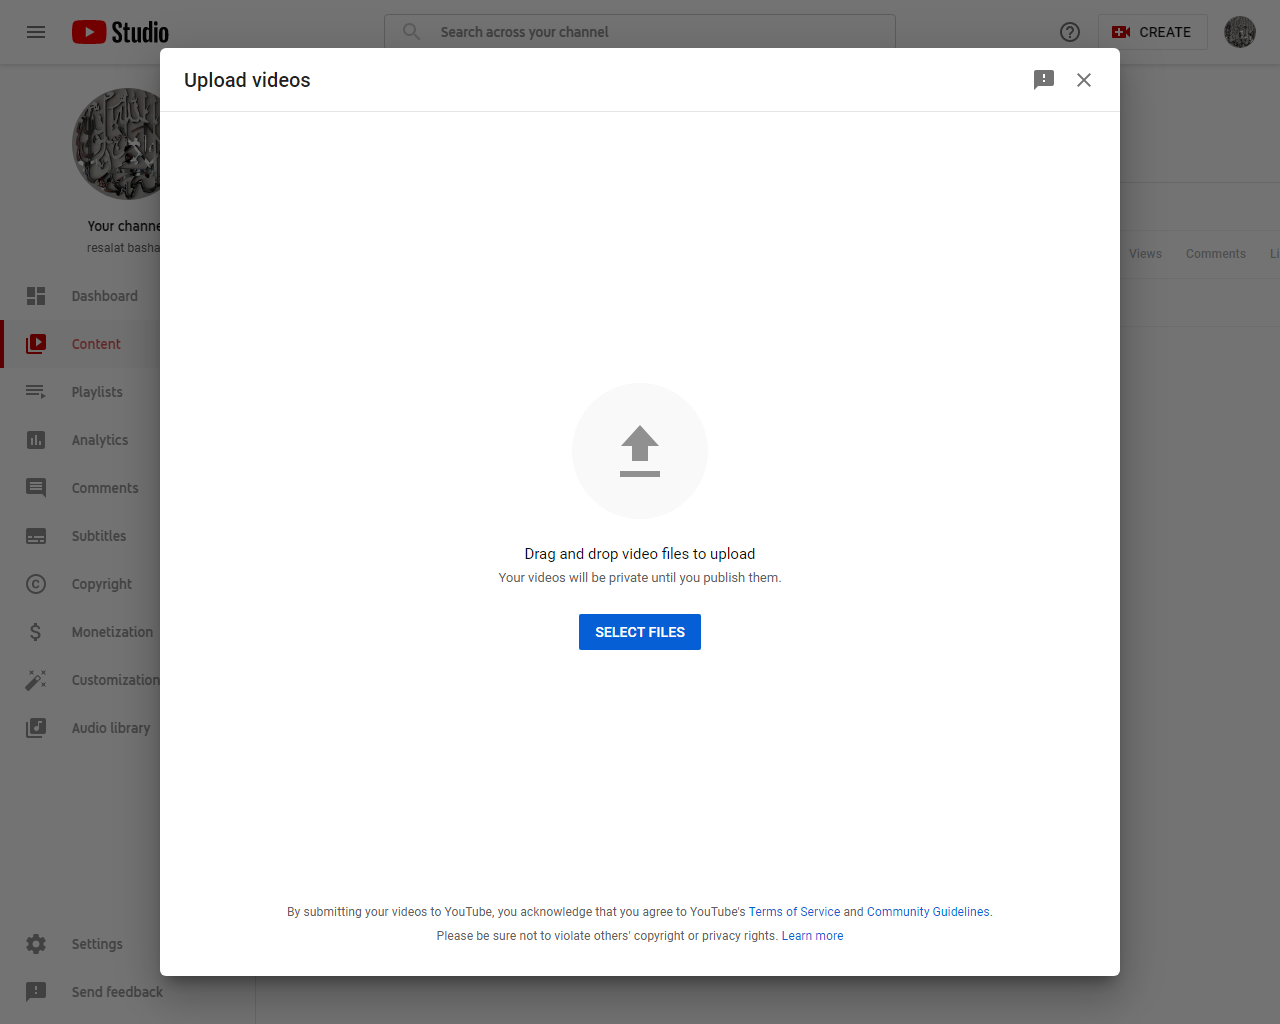 Studio
Search across your channel
CREATE
Upload videos
Your channe
resalat basha
Views
Comments
Dashboard
Content
Playlists
Analytics
Comments
Subtitles
Copyright
Monetization
Customization
Audio library
Drag and drop video files to upload
Your videos will be private until you publish them.
SELECT FILES
By submitting your videos to YouTube, you acknowledge that you agree to YouTube's Terms of Service and Community Guidelines.
Please be sure not to violate others' copyright or privacy rights. Learn more
Settings
Send feedback